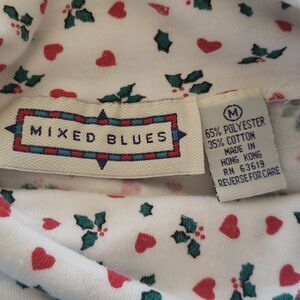 MIXED BLUES
M
65% POLYESTER
35% COTTON
MADE IN
HONG KONG
RN 63619
REVERSE FOR CARE